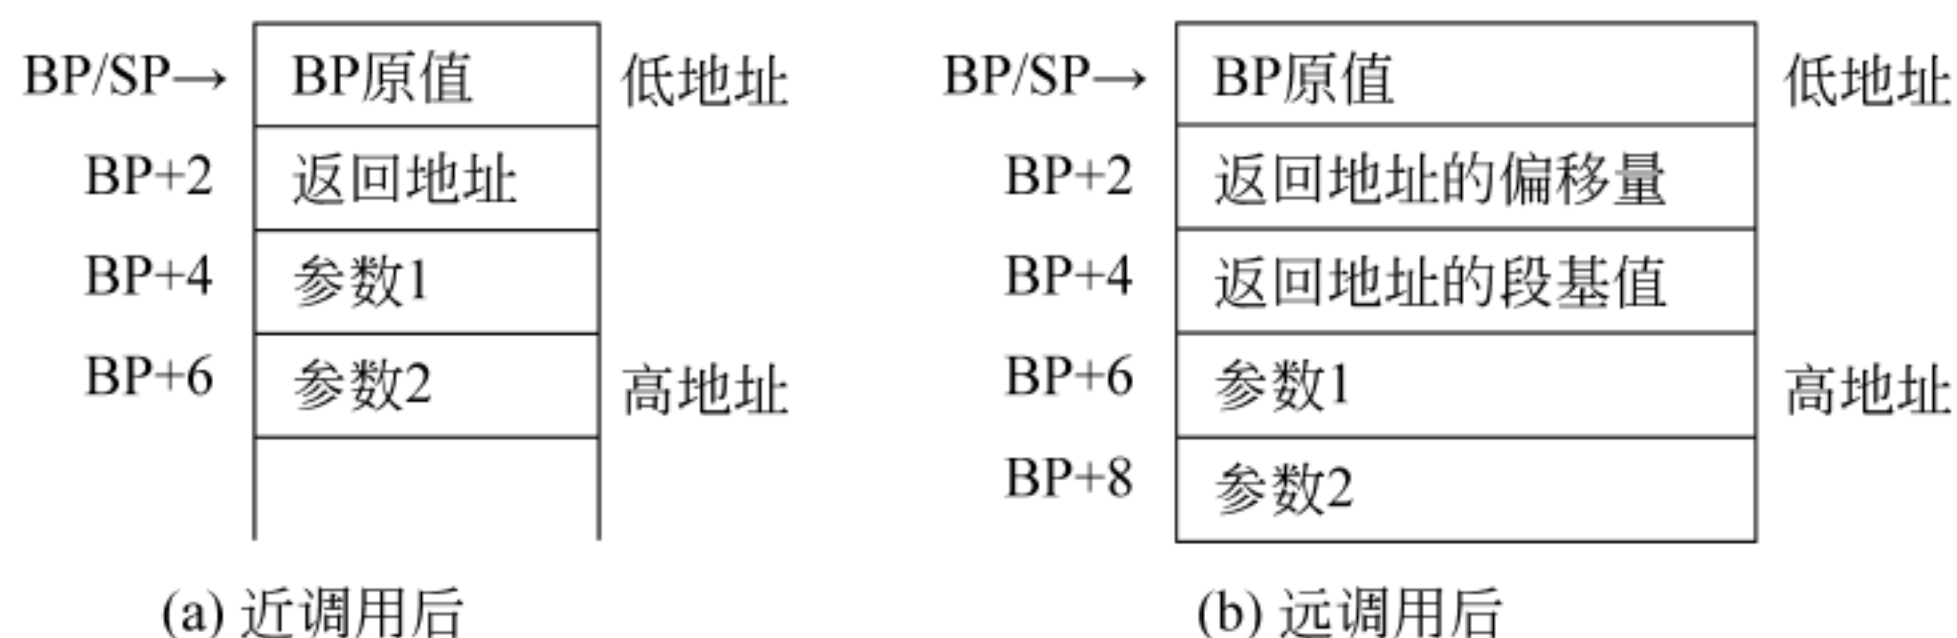 BP/SP→ BP原值 低地址
BP+2 返回地址
BP+4 参数1
BP+6 参数2 高地址
(a) 近调用后
BP/SP→ BP原值 低地址
BP+2 返回地址的偏移量
BP+4 返回地址的段基值
BP+6 参数1 高地址
BP+8 参数2
(b) 远调用后